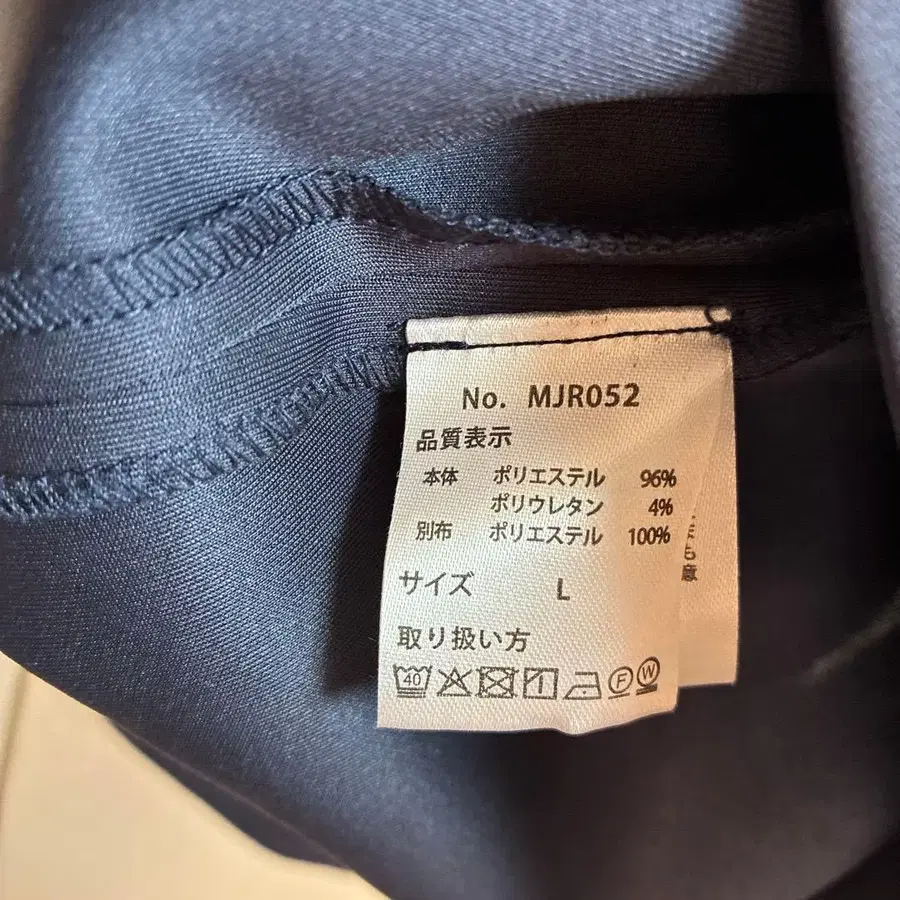 No. MJR052
品質表示
本体 ポリエステル 96%
ポリウレタン 4%
別布 ポリエステル 100%
サイズ L
取り扱い方
40 F W